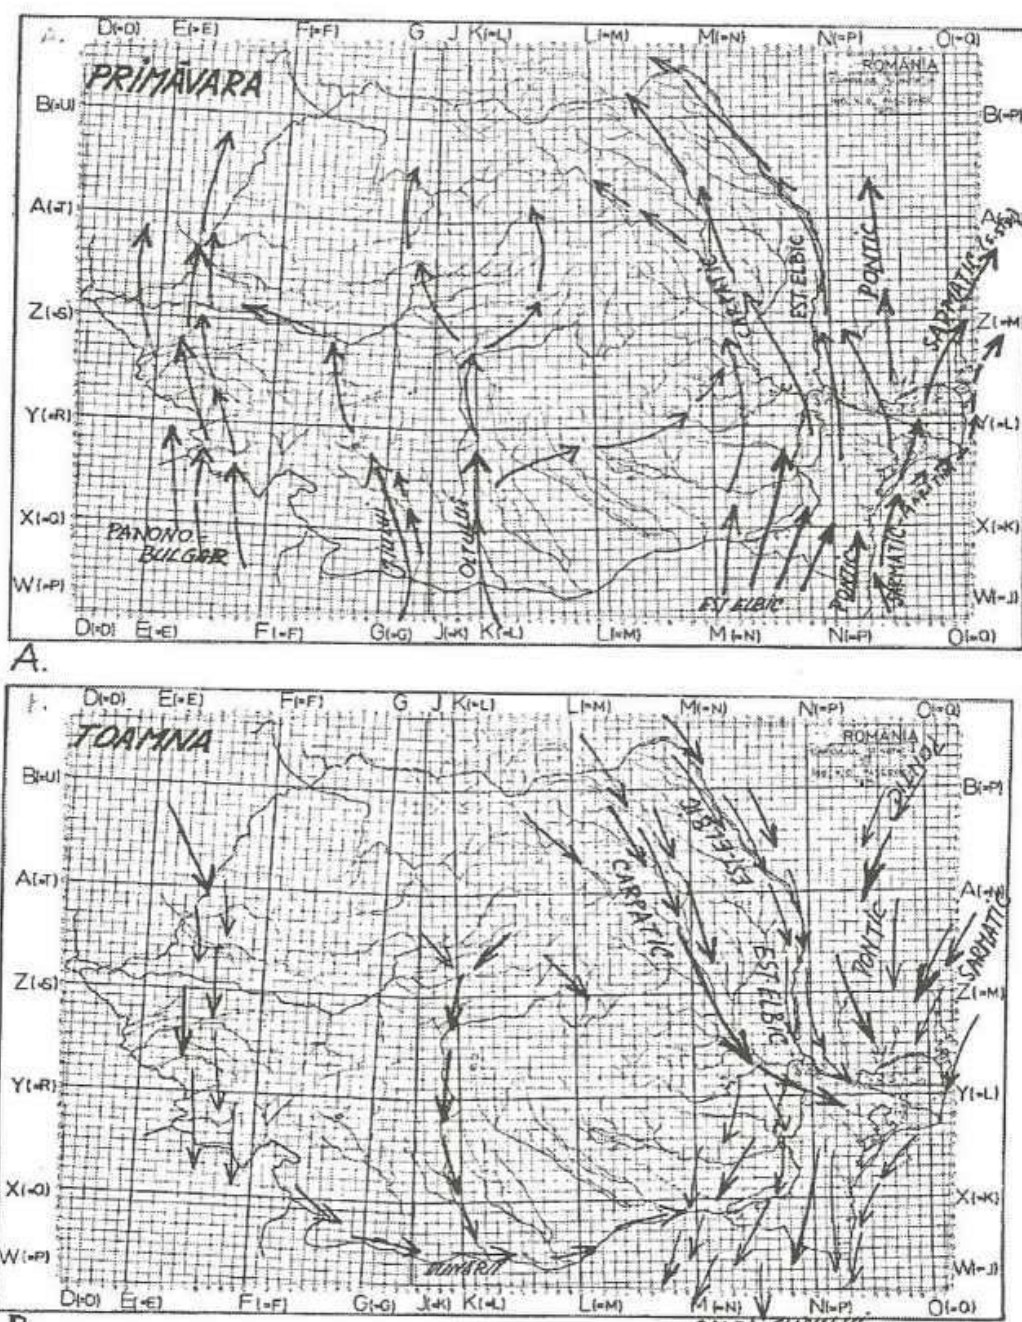 D(=D) E(=E) F(=F) G J K(=L) L(=M) M(=N) N(=P) O(=Q)
PRIMĂVARA
ROMÂNIA
B(=U) B(=P)
A(=T)
PONTIC
EST ELBIC
CARPATIC
SARMATIC
Z(=S) Z(=M)
Y(=R) Y(=L)
X(=Q) X(=K)
PANONO-
BULGAR
JIULUI
OLTULUI
SARMATIC
W(=P) EST ELBIC PONTIC W(=J)
D(=D) E(=E) F(=F) G(=G) J(=K) K(=L) L(=M) M(=N) N(=P) O(=Q)
A.
D(=D) E(=E) F(=F) G J K(=L) L(=M) M(=N) N(=P) O(=Q)
TOAMNA
ROMÂNIA
B(=U) B(=P)
EST-ELBIC
CARPATIC
A(=T) A(=N)
PONTIC
SARMATIC
EST ELBIC
Z(=S) Z(=M)
Y(=R) Y(=L)
X(=Q) X(=K)
W(=P) W(=J)
DUNĂRII
D(=D) E(=E) F(=F) G(=G) J(=K) K(=L) L(=M) M(=N) N(=P) O(=Q)